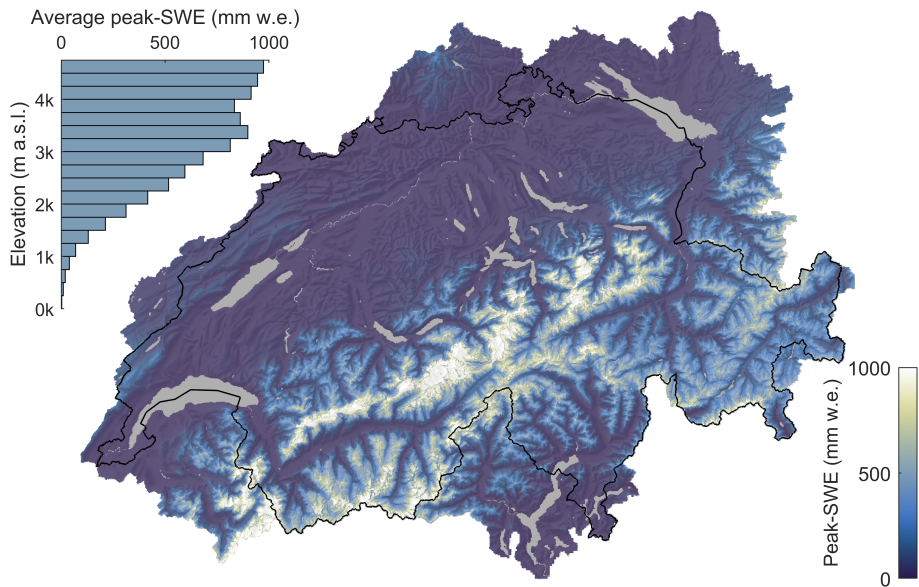 Average peak-SWE (mm w.e.)
0 500 1000
Elevation (m a.s.l.)
4k
3k
2k
1k
0k
Peak-SWE (mm w.e.)
1000
500
0